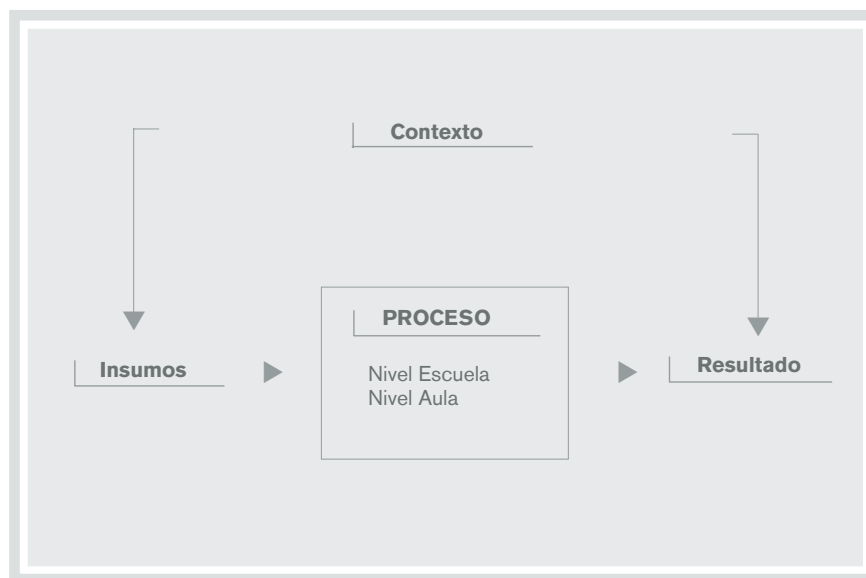 Contexto
PROCESO
Insumos
Nivel Escuela
Nivel Aula
Resultado